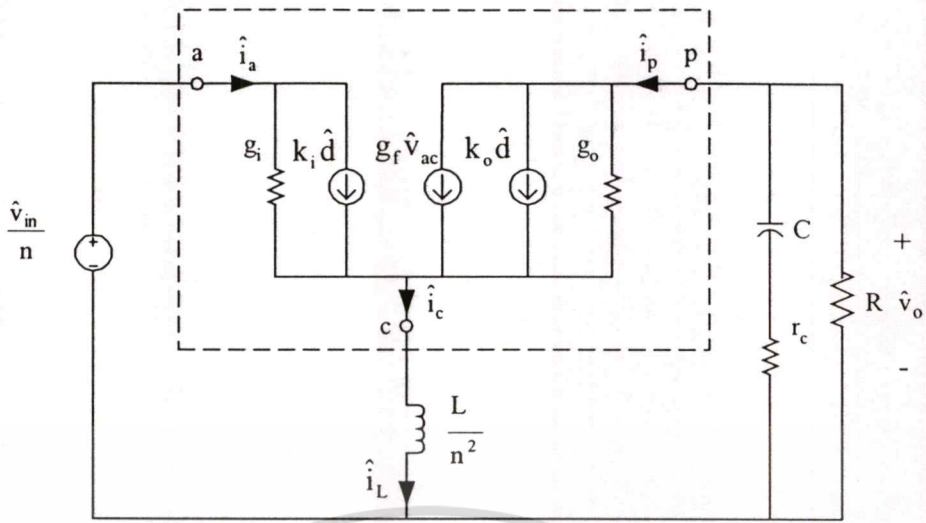 a
î_a
î_p
p
g_i
k_i d̂
g_f v̂_ac
k_o d̂
g_o
v̂_in
n
+
-
î_c
c
C
r_c
R
+
v̂_o
-
L
n²
î_L